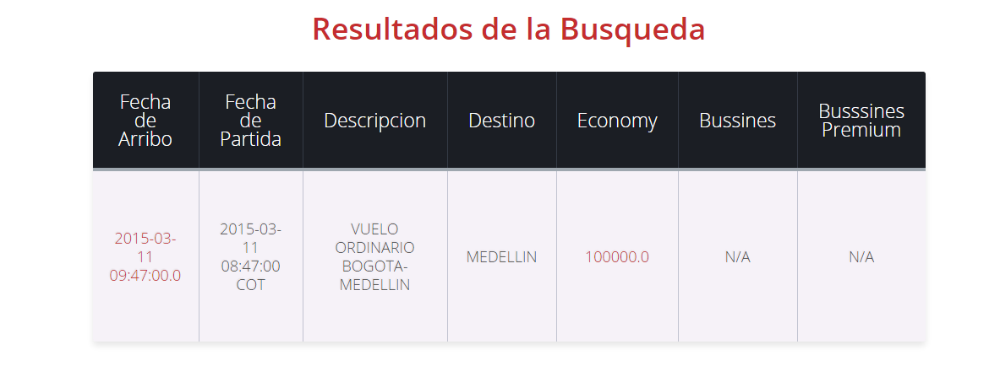 Resultados de la Busqueda
Fecha
de
Arribo
Fecha
de
Partida
Descripcion
Destino
Economy
Bussines
Busssines
Premium
2015-03-
11
09:47:00.0
2015-03-
11
08:47:00
COT
VUELO
ORDINARIO
BOGOTA-
MEDELLIN
MEDELLIN
100000.0
N/A
N/A